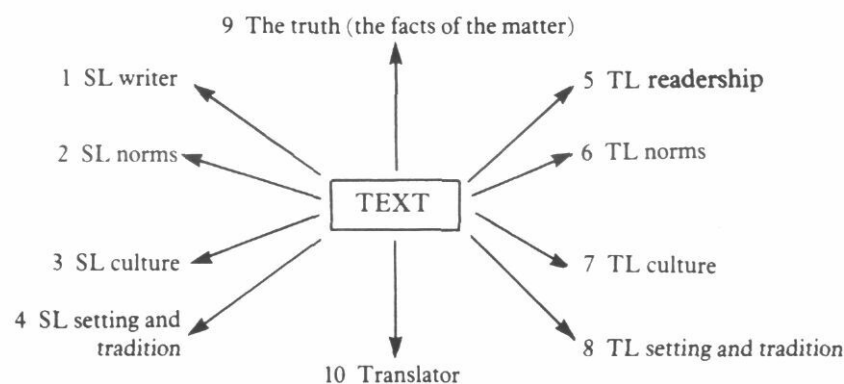 9 The truth (the facts of the matter)
1 SL writer
2 SL norms
3 SL culture
4 SL setting and
tradition
TEXT
5 TL readership
6 TL norms
7 TL culture
8 TL setting and tradition
10 Translator